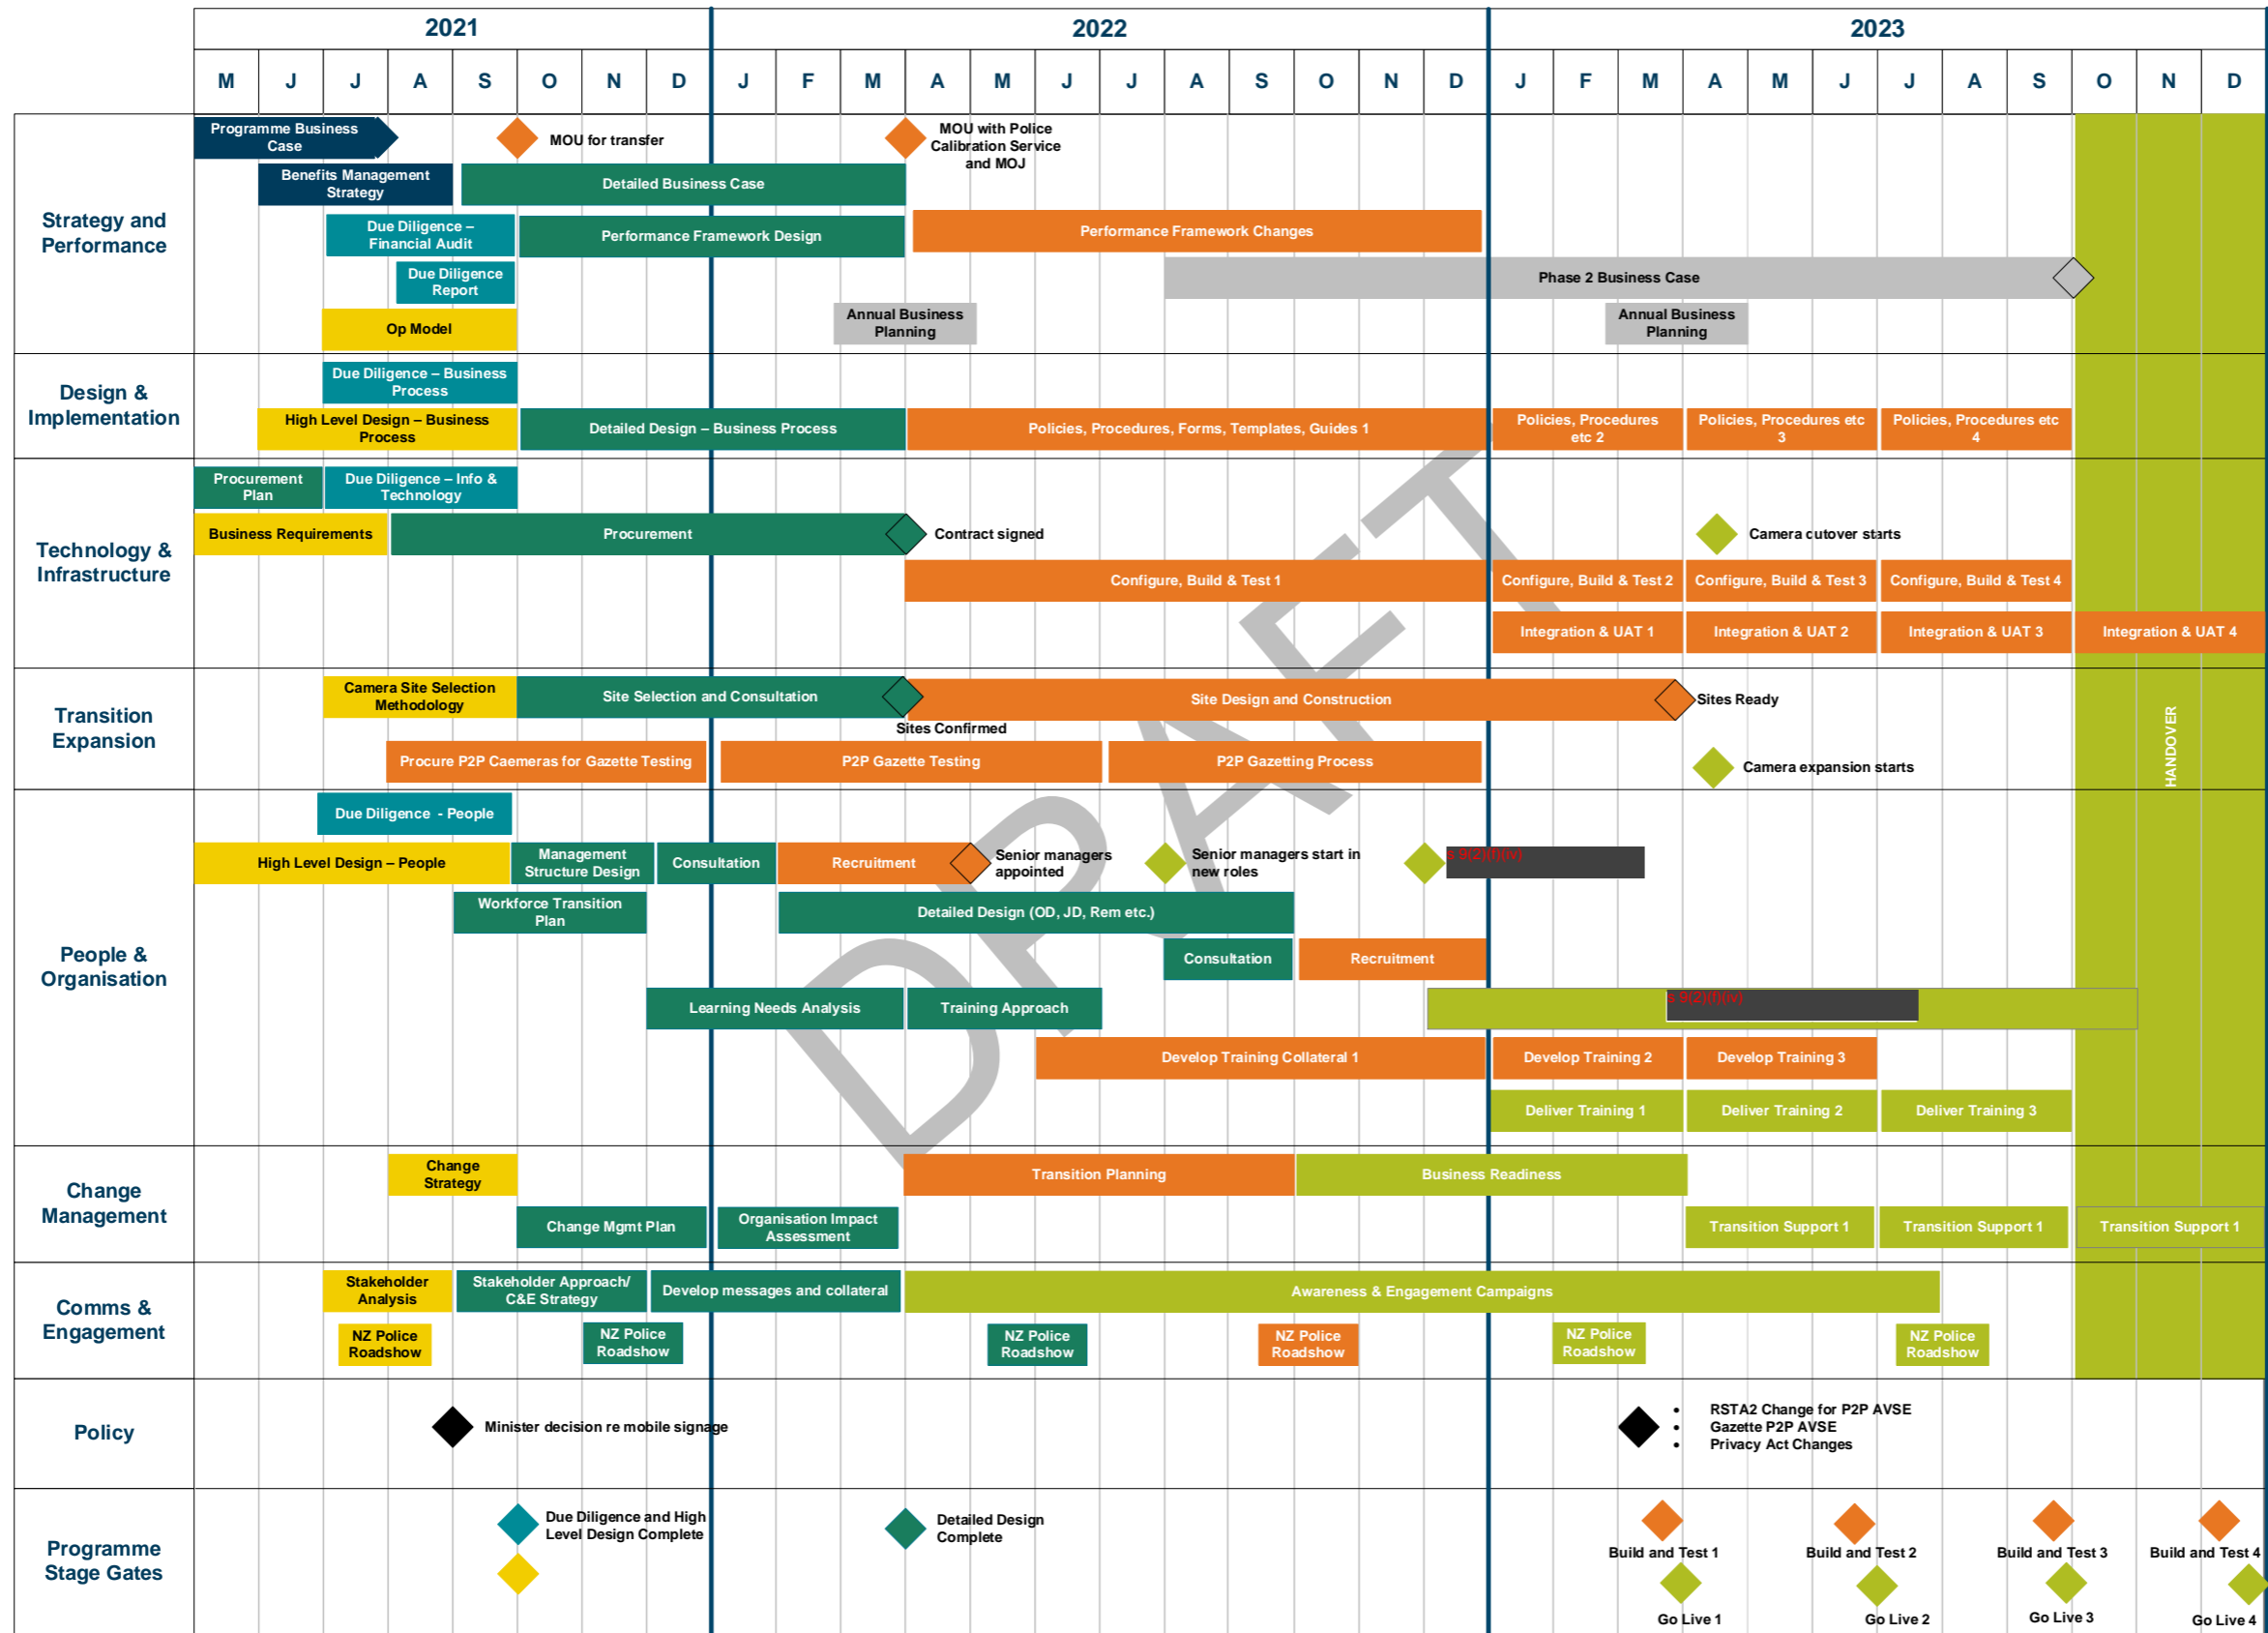 2021
2022
2023
M J J A S O N D J F M A M J J A S O N D J F M A M J J A S O N D
Strategy and
Performance
Programme Business
Case
MOU for transfer
MOU with Police
Calibration Service
and MOJ
Benefits Management
Strategy
Detailed Business Case
Due Diligence –
Financial Audit
Performance Framework Design
Performance Framework Changes
Due Diligence
Report
Phase 2 Business Case
Op Model
Annual Business
Planning
Annual Business
Planning
Design &
Implementation
Due Diligence – Business
Process
High Level Design – Business
Process
Detailed Design – Business Process
Policies, Procedures, Forms, Templates, Guides 1
Policies, Procedures
etc 2
Policies, Procedures etc
3
Policies, Procedures etc
4
Technology &
Infrastructure
Procurement
Plan
Due Diligence – Info &
Technology
Business Requirements
Procurement
Contract signed
Camera cutover starts
Configure, Build & Test 1
Configure, Build & Test 2
Configure, Build & Test 3
Configure, Build & Test 4
Integration & UAT 1
Integration & UAT 2
Integration & UAT 3
Integration & UAT 4
Transition
Expansion
Camera Site Selection
Methodology
Site Selection and Consultation
Sites Confirmed
Site Design and Construction
Sites Ready
Procure P2P Caemeras for Gazette Testing
P2P Gazette Testing
P2P Gazetting Process
Camera expansion starts
HANDOVER
People &
Organisation
Due Diligence - People
High Level Design – People
Management
Structure Design
Consultation
Recruitment
Senior managers
appointed
Senior managers start in
new roles
s 9(2)(f)(iv)
Workforce Transition
Plan
Detailed Design (OD, JD, Rem etc.)
Consultation
Recruitment
Learning Needs Analysis
Training Approach
s 9(2)(f)(iv)
Develop Training Collateral 1
Develop Training 2
Develop Training 3
Deliver Training 1
Deliver Training 2
Deliver Training 3
Change
Management
Change
Strategy
Transition Planning
Business Readiness
Change Mgmt Plan
Organisation Impact
Assessment
Transition Support 1
Transition Support 1
Transition Support 1
Comms &
Engagement
Stakeholder
Analysis
Stakeholder Approach/
C&E Strategy
Develop messages and collateral
Awareness & Engagement Campaigns
NZ Police
Roadshow
NZ Police
Roadshow
NZ Police
Roadshow
NZ Police
Roadshow
NZ Police
Roadshow
NZ Police
Roadshow
Policy
Minister decision re mobile signage
• RSTA2 Change for P2P AVSE
• Gazette P2P AVSE
• Privacy Act Changes
Programme
Stage Gates
Due Diligence and High
Level Design Complete
Detailed Design
Complete
Build and Test 1
Build and Test 2
Build and Test 3
Build and Test 4
Go Live 1
Go Live 2
Go Live 3
Go Live 4
DRAFT